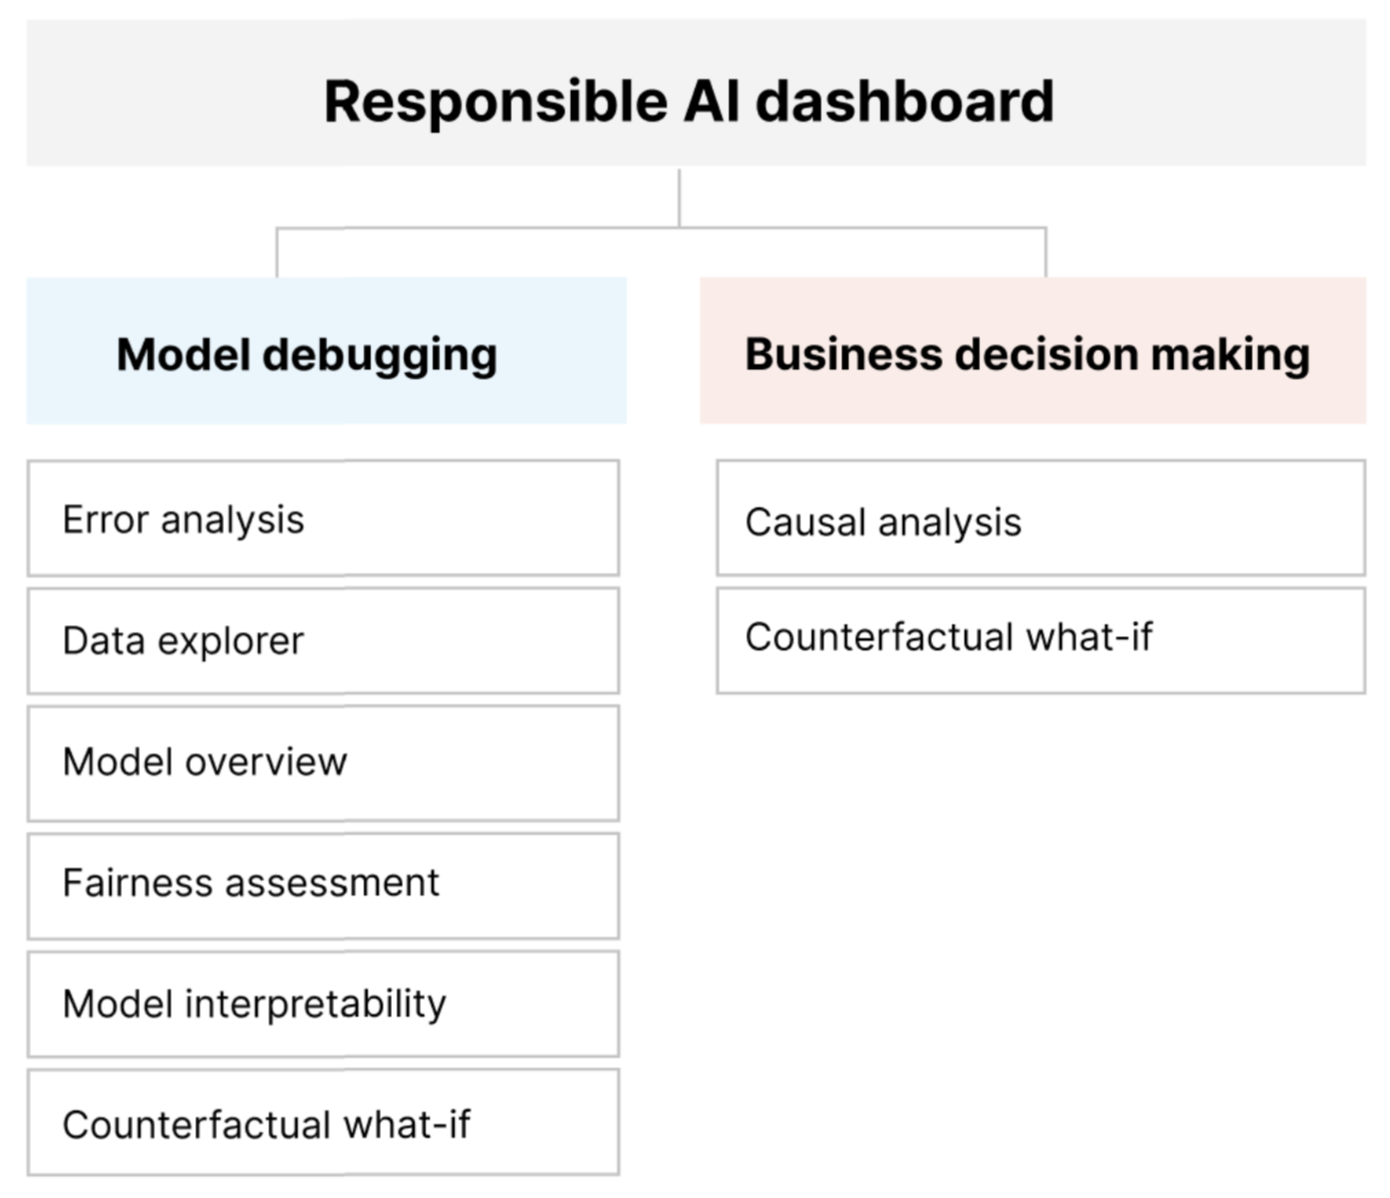 Responsible AI dashboard
Model debugging
Error analysis
Data explorer
Model overview
Fairness assessment
Model interpretability
Counterfactual what-if
Business decision making
Causal analysis
Counterfactual what-if